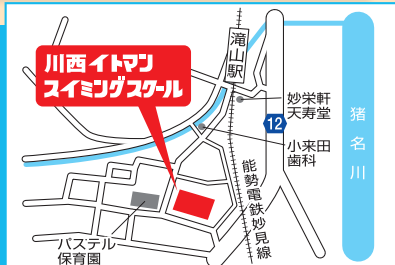 川西イトマン
スイミングスクール
滝山駅
妙栄軒
天寿堂
12
小来田
歯科
猪名川
能勢電鉄妙見線
パステル
保育園